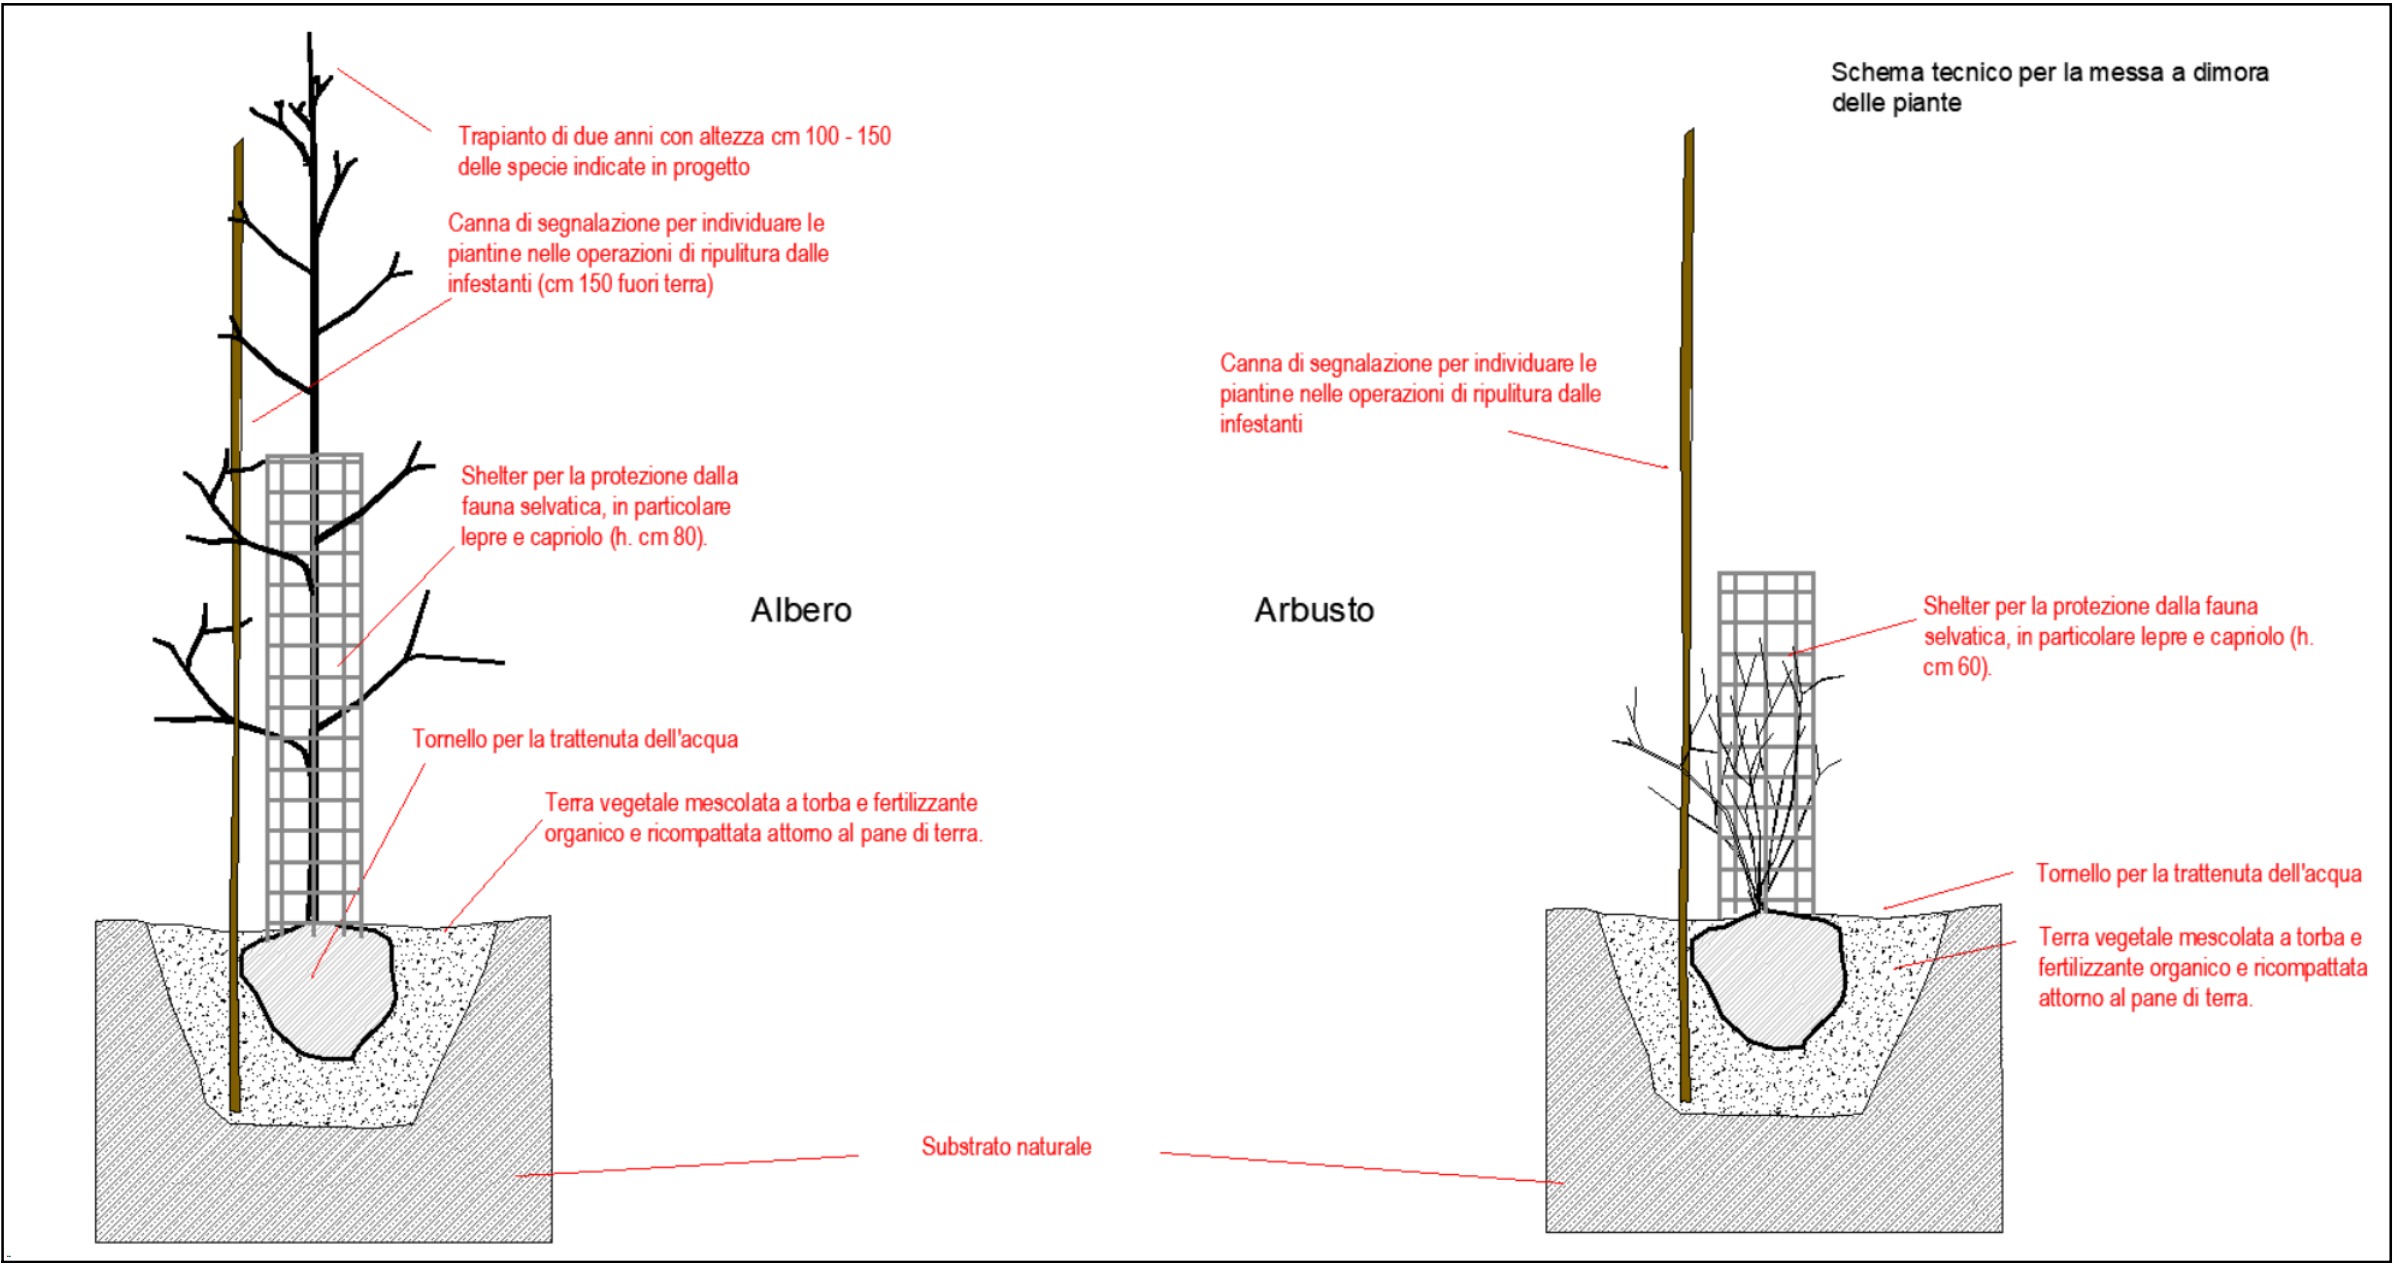 Schema tecnico per la messa a dimora
delle piante
Trapianto di due anni con altezza cm 100 - 150
delle specie indicate in progetto
Canna di segnalazione per individuare le
piantine nelle operazioni di ripulitura dalle
infestanti (cm 150 fuori terra)
Shelter per la protezione dalla
fauna selvatica, in particolare
lepre e capriolo (h. cm 80).
Albero
Tornello per la trattenuta dell'acqua
Terra vegetale mescolata a torba e fertilizzante
organico e ricompattata attorno al pane di terra.
Canna di segnalazione per individuare le
piantine nelle operazioni di ripulitura dalle
infestanti
Arbusto
Shelter per la protezione dalla fauna
selvatica, in particolare lepre e capriolo (h.
cm 60).
Tornello per la trattenuta dell'acqua
Terra vegetale mescolata a torba e
fertilizzante organico e ricompattata
attorno al pane di terra.
Substrato naturale